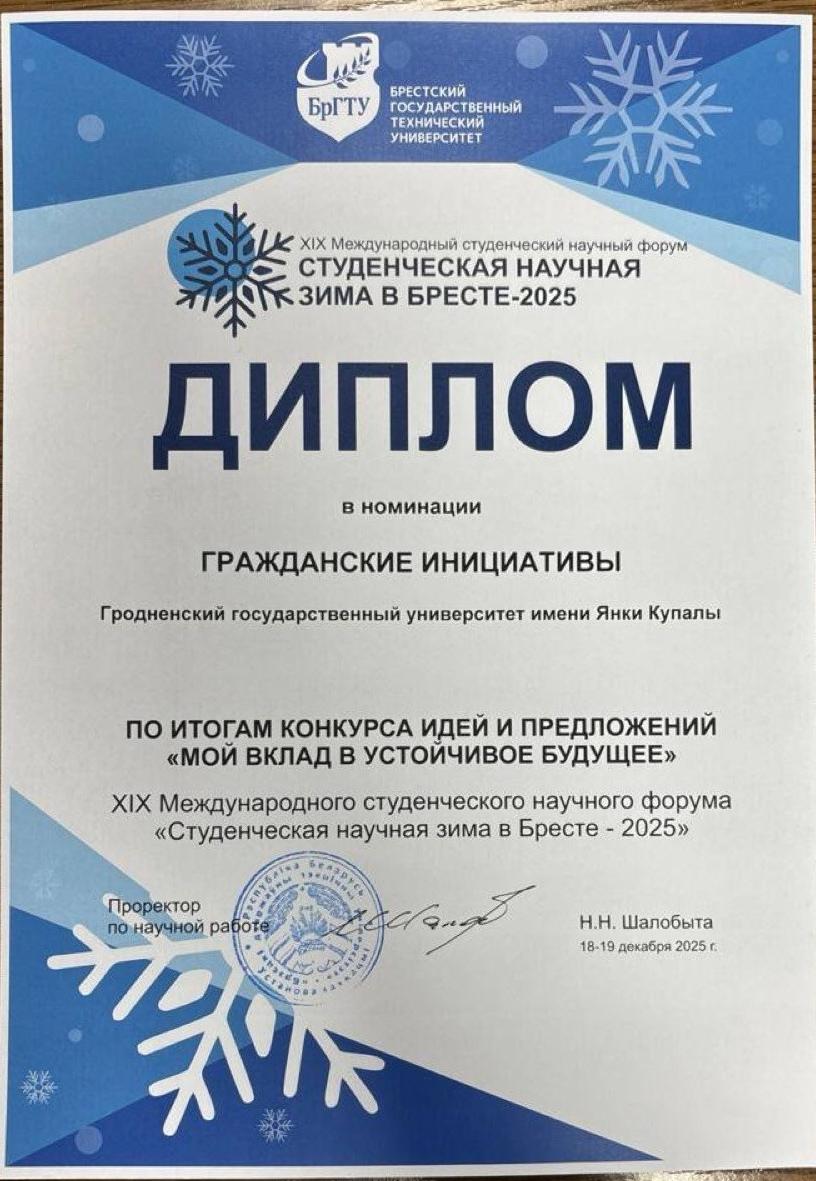 БрГТУ
БРЕСТСКИЙ
ГОСУДАРСТВЕННЫЙ
ТЕХНИЧЕСКИЙ
УНИВЕРСИТЕТ
XIX Международный студенческий научный форум
СТУДЕНЧЕСКАЯ НАУЧНАЯ
ЗИМА В БРЕСТЕ-2025
ДИПЛОМ
в номинации
ГРАЖДАНСКИЕ ИНИЦИАТИВЫ
Гродненский государственный университет имени Янки Купалы
ПО ИТОГАМ КОНКУРСА ИДЕЙ И ПРЕДЛОЖЕНИЙ
«МОЙ ВКЛАД В УСТОЙЧИВОЕ БУДУЩЕЕ»
XIX Международного студенческого научного форума
«Студенческая научная зима в Бресте - 2025»
Проректор
по научной работе
Рэспубліка Беларусь
Н.Н. Шалобыта
18-19 декабря 2025 г.